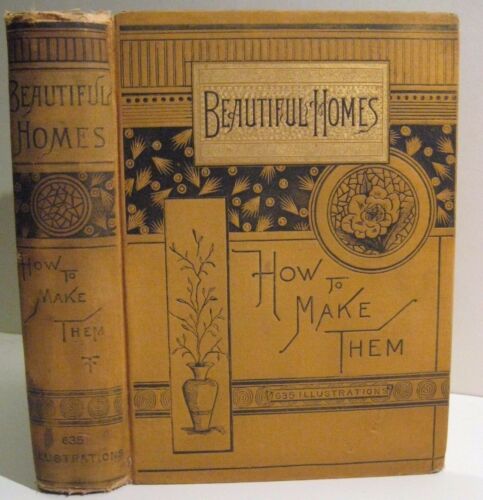 BEAUTIFUL
HOMES
HOW TO
MAKE
THEM
635
ILLUSTRATIONS
BEAUTIFUL HOMES
HOW TO
MAKE
THEM
635 ILLUSTRATIONS